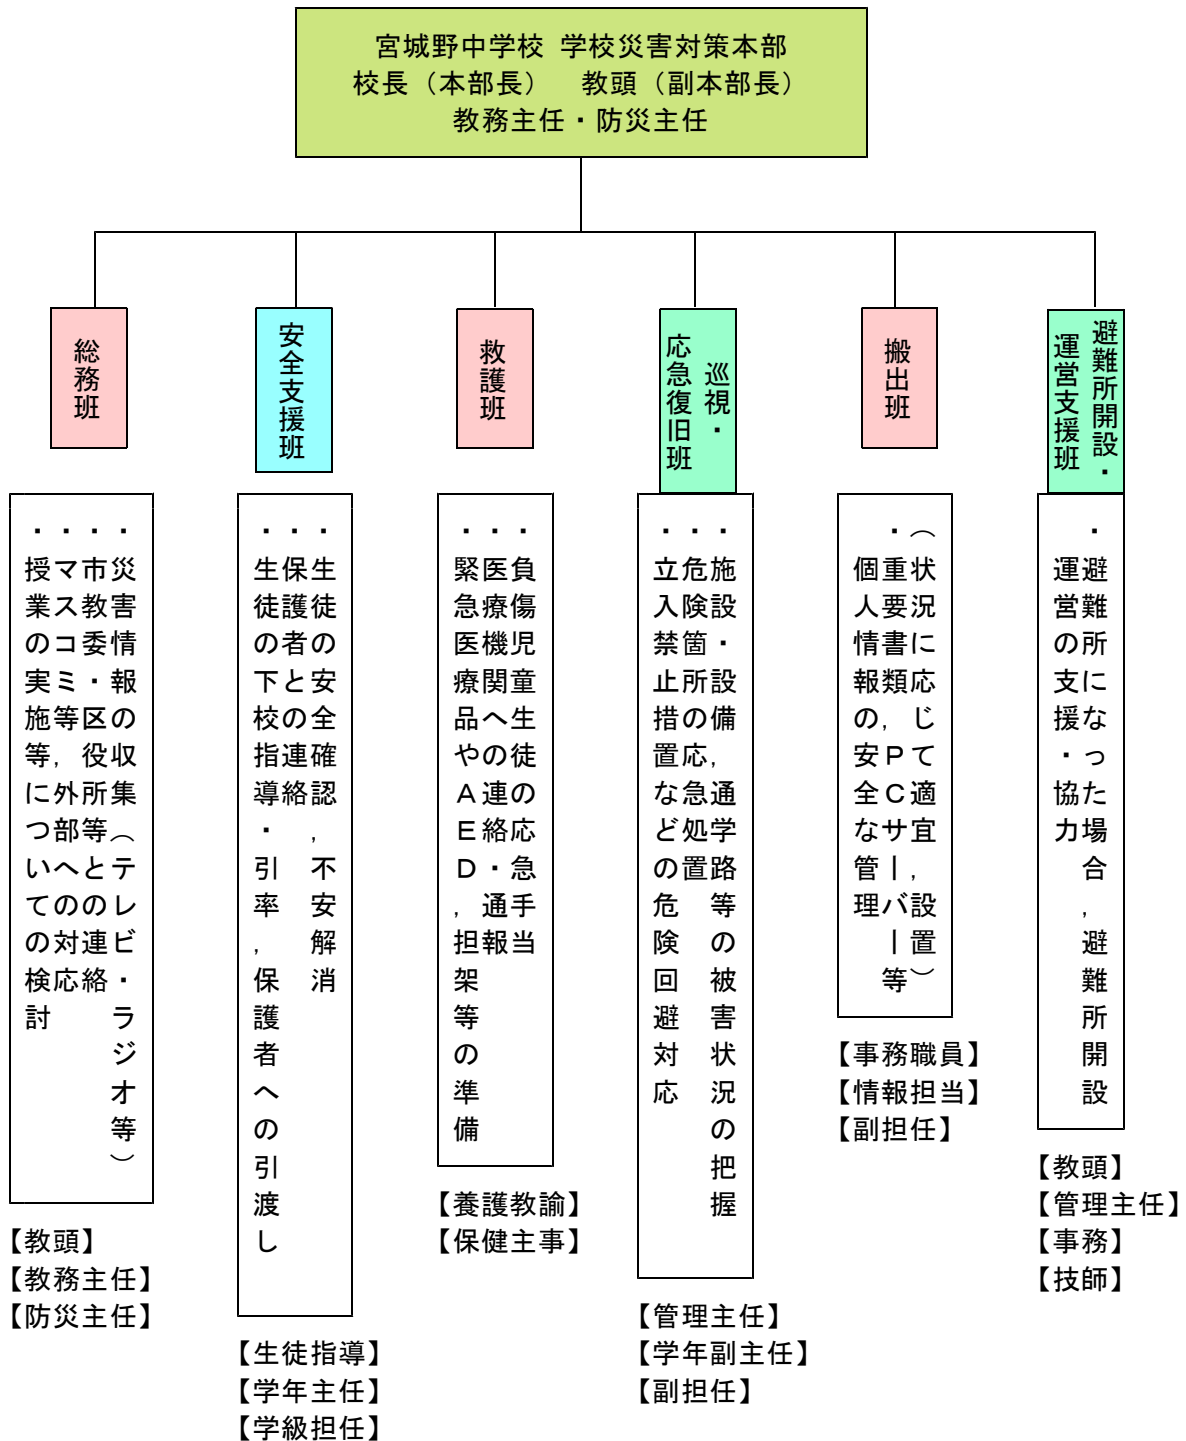 宮城野中学校 学校災害対策本部
校長（本部長） 教頭（副本部長）
教務主任・防災主任
総務班
・災害情報の収集（テレビ・ラジオ等）
・市教委・区役所等との連絡
・マスコミ等，外部への対応
・授業の実施等に ついての検討
【教頭】
【教務主任】
【防災主任】
安全支援班
・生徒の安全確認，不安解消
・保護者との連絡
・生徒の下校指導・引率，保護者への引渡し
【生徒指導】
【学年主任】
【学級担任】
救護班
・負傷児童生徒の応急手当
・医療機関への連絡・通報
・緊急医療品やＡＥＤ，担架等の準備
【養護教諭】
【保健主事】
巡視・
応急復旧班
・施設・設備，通学路等の被害状況の把握
・危険箇所の応急処置
・立入禁止措置などの危険回避対応
【管理主任】
【学年副主任】
【副担任】
搬出班
（状況に応じて適宜，設置）
・重要書類，ＰＣサーバー等
個人情報の安全な管理
【事務職員】
【情報担当】
【副担任】
避難所開設・
運営支援班
・避難所になった場合，避難所開設
運営の支援・協力
【教頭】
【管理主任】
【事務】
【技師】